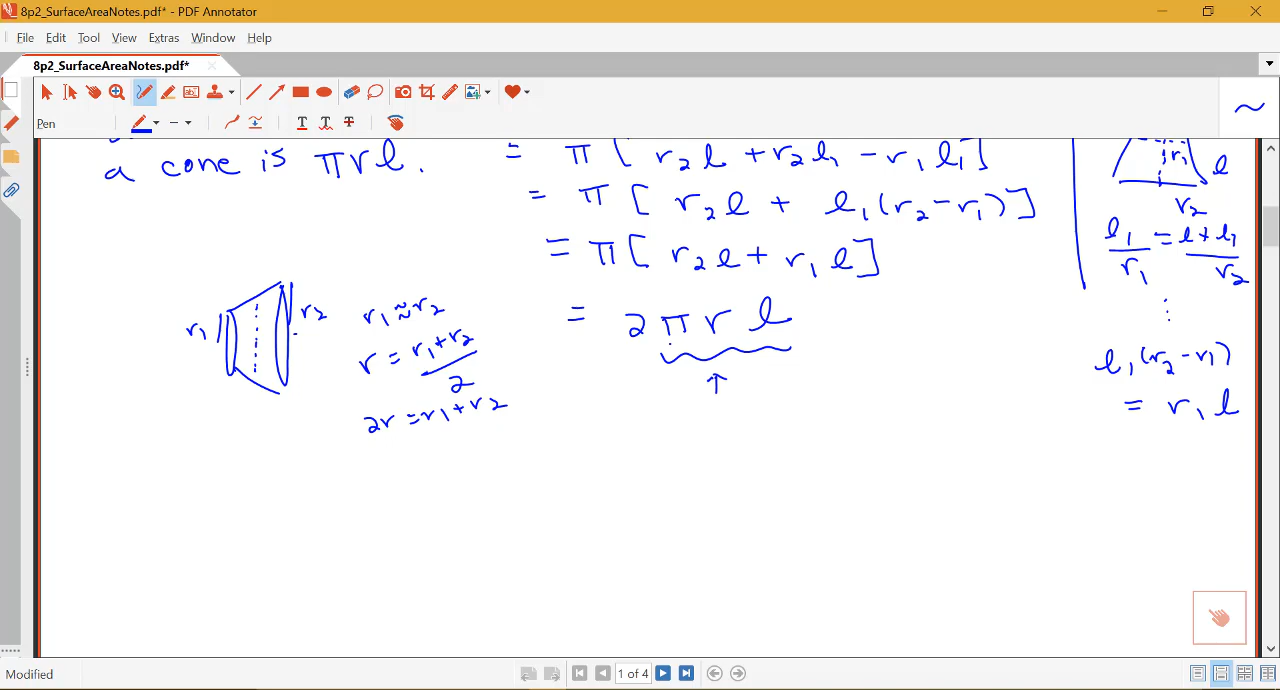 8p2_SurfaceAreaNotes.pdf* - PDF Annotator
File Edit Tool View Extras Window Help
8p2_SurfaceAreaNotes.pdf*
Pen
a cone is πrl.
= π[ r₂l + r₂l₁ - r₁l₁]
= π[ r₂l + l₁(r₂-r₁)]
= π[ r₂l + r₁l]
= 2πrl
↑
r₁
r₂
r₁ ≈ r₂
r = r₁+r₂
2
2r = r₁+r₂
r₁
l
r₂
l₁/r₁ = l+l₁/r₂
⋮
l₁(r₂-r₁)
= r₁l
Modified
1 of 4